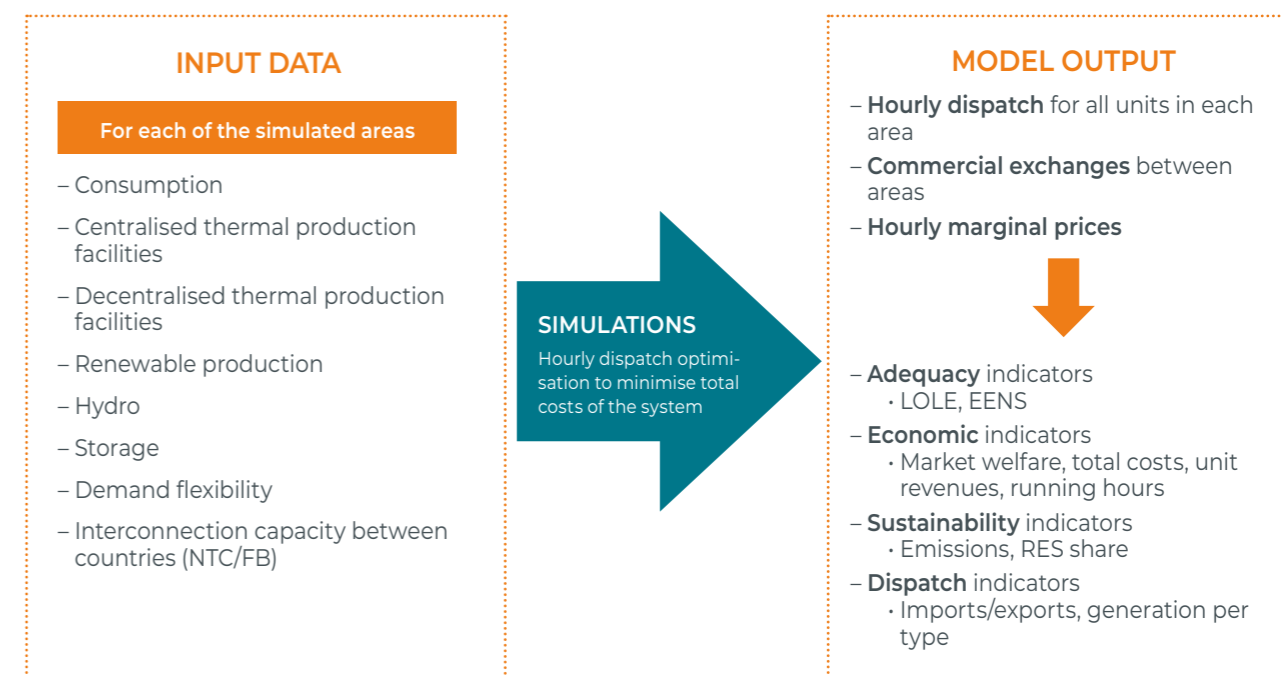 INPUT DATA
For each of the simulated areas
– Consumption
– Centralised thermal production
facilities
– Decentralised thermal production
facilities
– Renewable production
– Hydro
– Storage
– Demand flexibility
– Interconnection capacity between
countries (NTC/FB)
SIMULATIONS
Hourly dispatch optimi-
sation to minimise total
costs of the system
MODEL OUTPUT
– Hourly dispatch for all units in each
area
– Commercial exchanges between
areas
– Hourly marginal prices
– Adequacy indicators
• LOLE, EENS
– Economic indicators
• Market welfare, total costs, unit
revenues, running hours
– Sustainability indicators
• Emissions, RES share
– Dispatch indicators
• Imports/exports, generation per
type